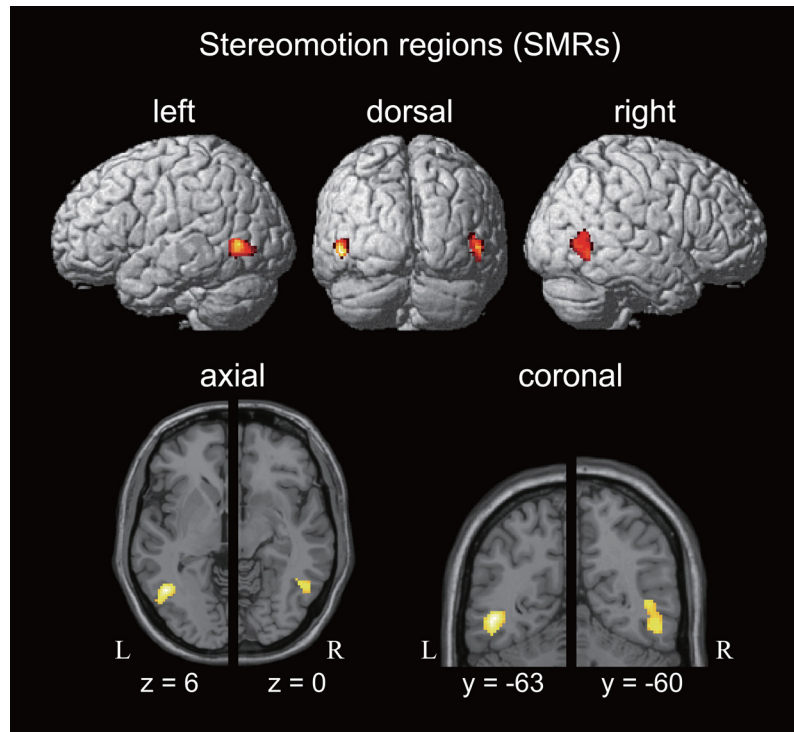 Stereomotion regions (SMRs)
left dorsal right
axial coronal
L R L R
z = 6 z = 0 y = -63 y = -60